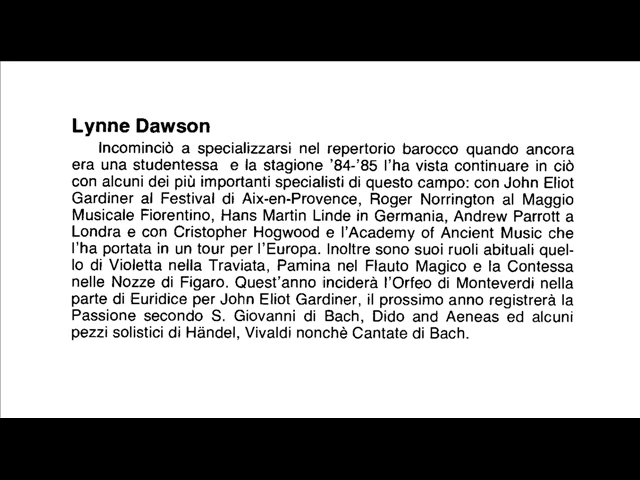 Lynne Dawson
Incominciò a specializzarsi nel repertorio barocco quando ancora
era una studentessa e la stagione '84-'85 l'ha vista continuare in ciò
con alcuni dei più importanti specialisti di questo campo: con John Eliot
Gardiner al Festival di Aix-en-Provence, Roger Norrington al Maggio
Musicale Fiorentino, Hans Martin Linde in Germania, Andrew Parrott a
Londra e con Cristopher Hogwood e l'Academy of Ancient Music che
l'ha portata in un tour per l'Europa. Inoltre sono suoi ruoli abituali quel-
lo di Violetta nella Traviata, Pamina nel Flauto Magico e la Contessa
nelle Nozze di Figaro. Quest'anno inciderà l'Orfeo di Monteverdi nella
parte di Euridice per John Eliot Gardiner, il prossimo anno registrerà la
Passione secondo S. Giovanni di Bach, Dido and Aeneas ed alcuni
pezzi solistici di Händel, Vivaldi nonchè Cantate di Bach.